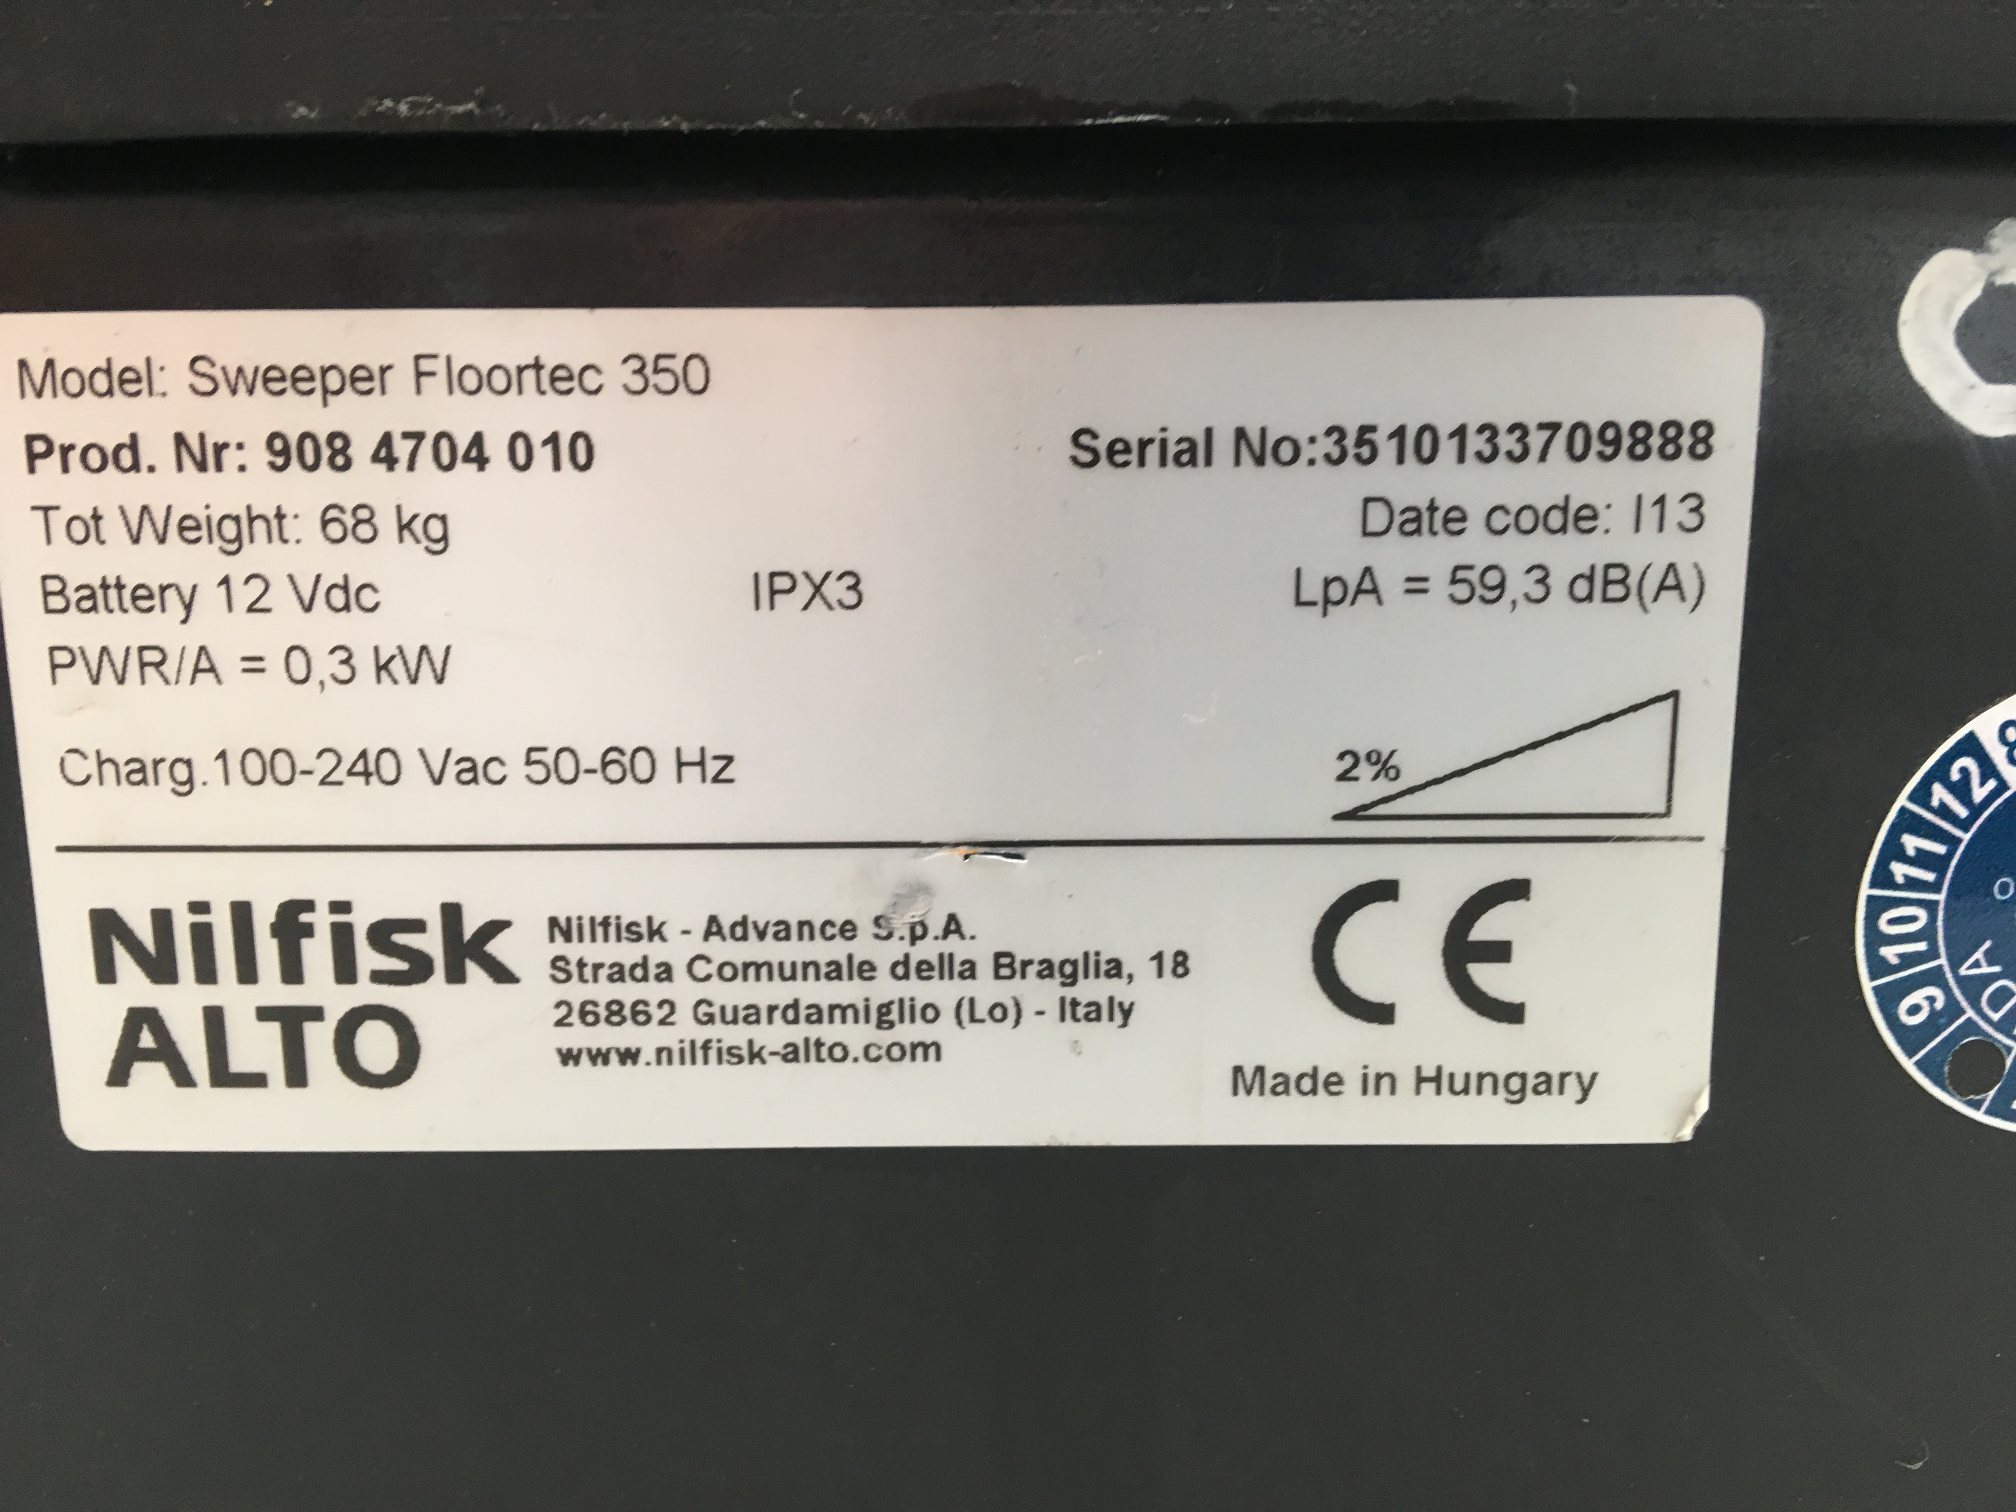 Model: Sweeper Floortec 350
Prod. Nr: 908 4704 010
Serial No:3510133709888
Tot Weight: 68 kg
Date code: I13
Battery 12 Vdc
IPX3
LpA = 59,3 dB(A)
PWR/A = 0,3 kW
Charg.100-240 Vac 50-60 Hz
2%
Nilfisk
ALTO
Nilfisk - Advance S.p.A.
Strada Comunale della Braglia, 18
26862 Guardamiglio (Lo) - Italy
www.nilfisk-alto.com
CE
Made in Hungary
9 10 11 12